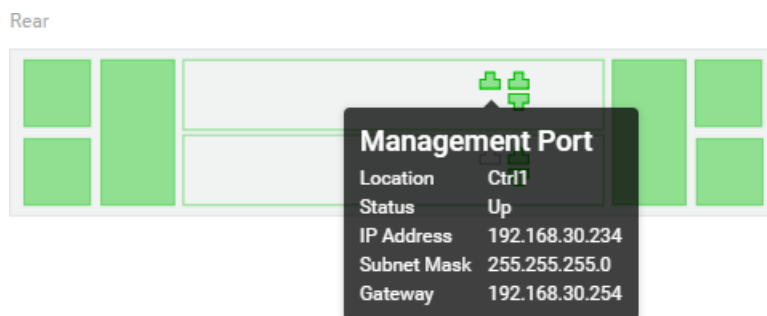 Rear
Management Port
Location Ctrl1
Status Up
IP Address 192.168.30.234
Subnet Mask 255.255.255.0
Gateway 192.168.30.254